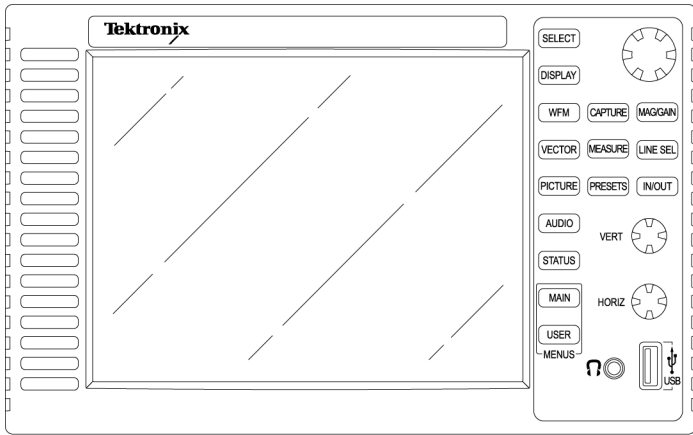 Tektronix
SELECT
DISPLAY
WFM CAPTURE MAG/GAIN
VECTOR MEASURE LINE SEL
PICTURE PRESETS IN/OUT
AUDIO
VERT
STATUS
MAIN
HORIZ
USER
MENUS
USB